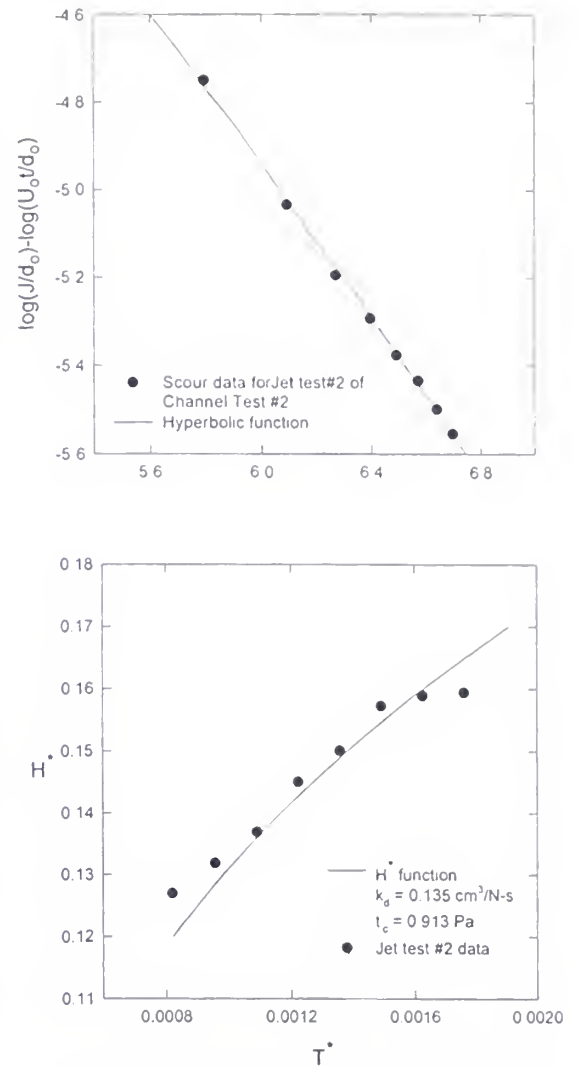 -4 6
-4 8
-5 0
-5 2
-5 4
-5 6
log(J/d₀)-log(U₀t/d₀)
Scour data forJet test#2 of
Channel Test #2
Hyperbolic function
5 6
6 0
6 4
6 8
0 18
0.17
0 16
0.15
0.14
0.13
0.12
0.11
H*
H* function
k_d = 0.135 cm³/N-s
t_c = 0 913 Pa
Jet test #2 data
0.0008
0.0012
0.0016
0 0020
T*